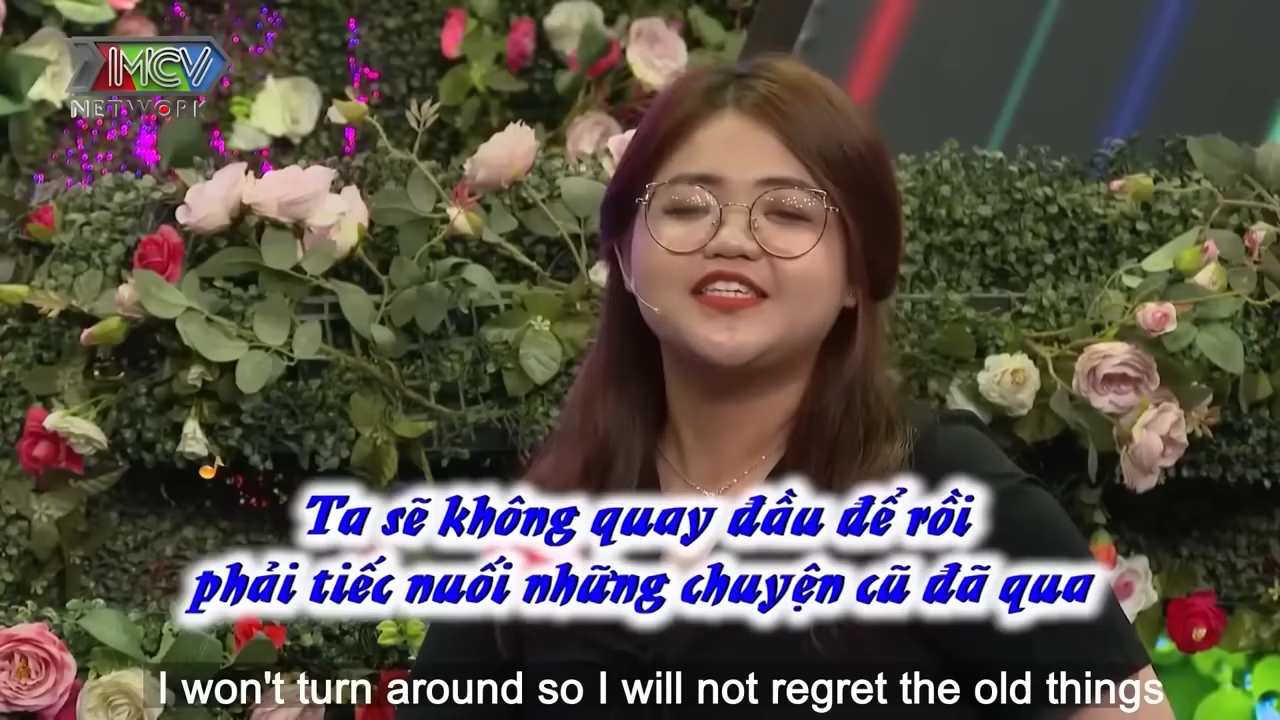 MCV
NETWORK
Ta sẽ không quay đầu để rồi
phải tiếc nuối những chuyện cũ đã qua
I won't turn around so I will not regret the old things